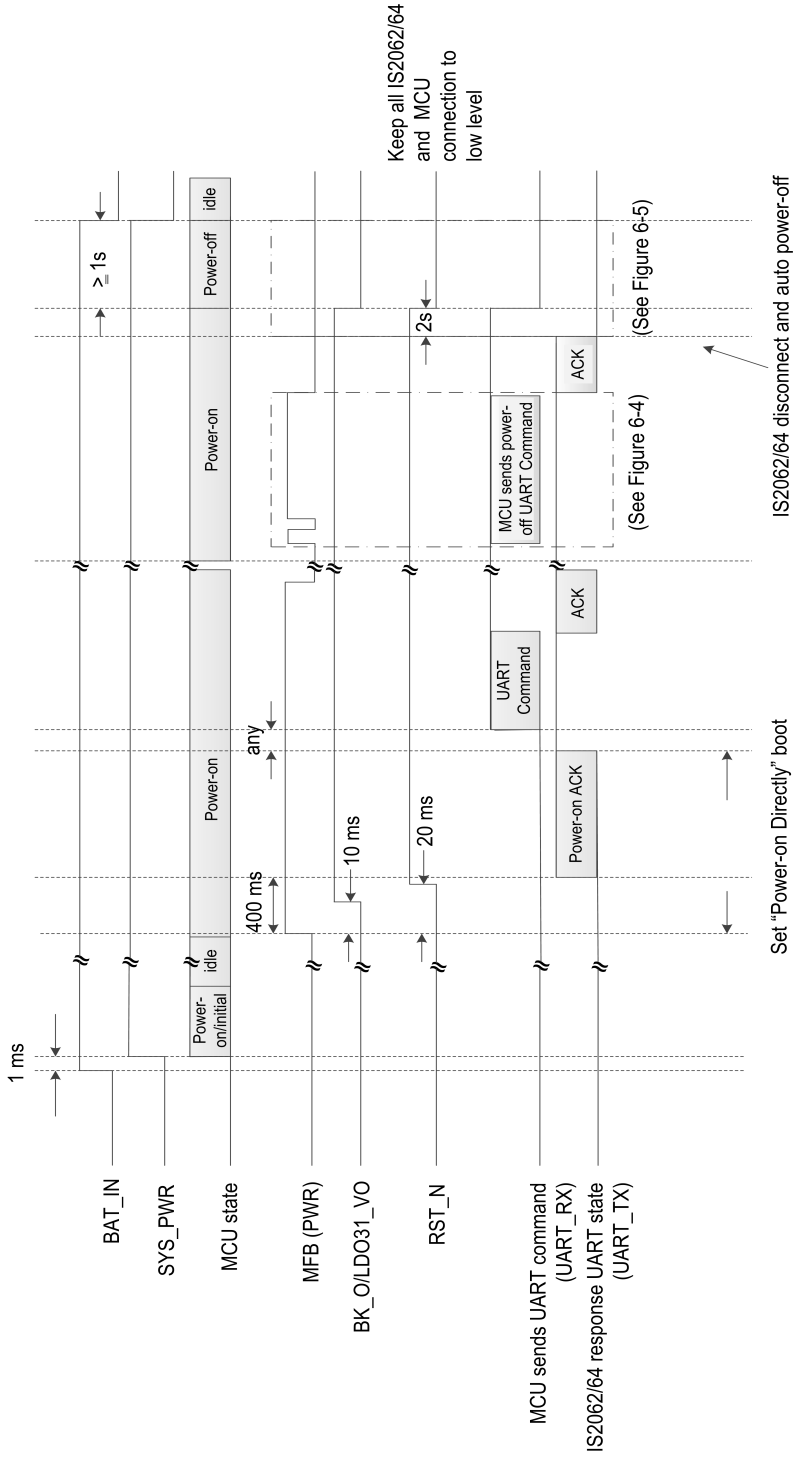 1 ms
BAT_IN
≥ 1s
SYS_PWR
MCU state
Power-
on/initial
idle
Power-on
Power-on
Power-off
idle
400 ms
any
MFB (PWR)
10 ms
BK_O/LDO31_VO
20 ms
RST_N
2s
Keep all IS2062/64
and MCU
connection to
low level
MCU sends UART command
(UART_RX)
UART
Command
MCU sends power-
off UART Command
IS2062/64 response UART state
(UART_TX)
Power-on ACK
ACK
ACK
(See Figure 6-4)
(See Figure 6-5)
Set “Power-on Directly” boot
IS2062/64 disconnect and auto power-off